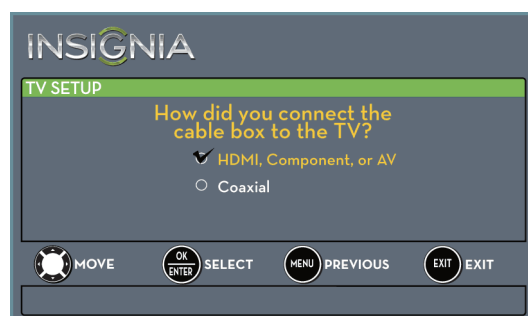 INSIGNIA
TV SETUP
How did you connect the
cable box to the TV?
HDMI, Component, or AV
Coaxial
MOVE OK ENTER SELECT MENU PREVIOUS EXIT EXIT